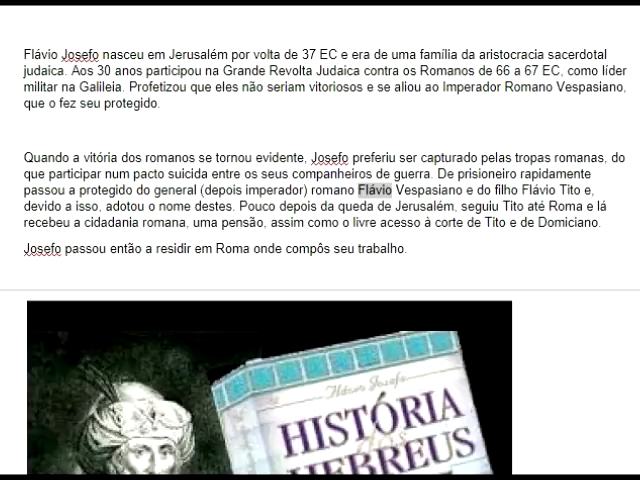 Flávio Josefo nasceu em Jerusalém por volta de 37 EC e era de uma família da aristocracia sacerdotal
judaica. Aos 30 anos participou na Grande Revolta Judaica contra os Romanos de 66 a 67 EC, como líder
militar na Galileia. Profetizou que eles não seriam vitoriosos e se aliou ao Imperador Romano Vespasiano,
que o fez seu protegido.
Quando a vitória dos romanos se tornou evidente, Josefo preferiu ser capturado pelas tropas romanas, do
que participar num pacto suicida entre os seus companheiros de guerra. De prisioneiro rapidamente
passou a protegido do general (depois imperador) romano Flávio Vespasiano e do filho Flávio Tito e,
devido a isso, adotou o nome destes. Pouco depois da queda de Jerusalém, seguiu Tito até Roma e lá
recebeu a cidadania romana, uma pensão, assim como o livre acesso à corte de Tito e de Domiciano.
Josefo passou então a residir em Roma onde compôs seu trabalho.
Flávio Josefo
HISTÓRIA
dos
HEBREUS